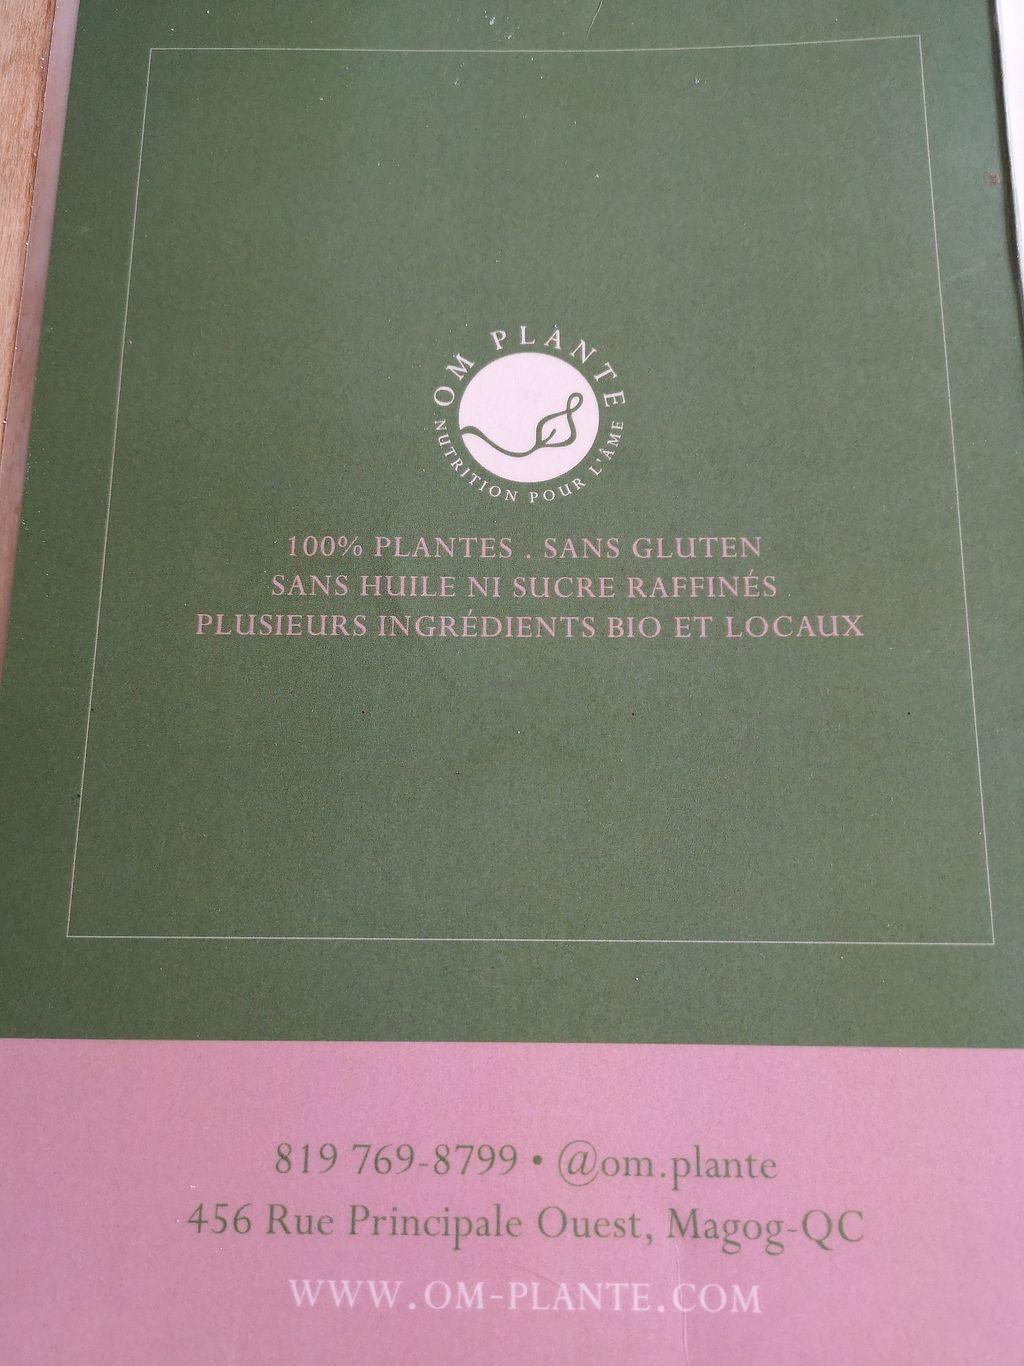 OM PLANTE
NUTRITION POUR L'ÂME
100% PLANTES . SANS GLUTEN
SANS HUILE NI SUCRE RAFFINÉS
PLUSIEURS INGRÉDIENTS BIO ET LOCAUX
819 769-8799 • @om.plante
456 Rue Principale Ouest, Magog-QC
WWW.OM-PLANTE.COM